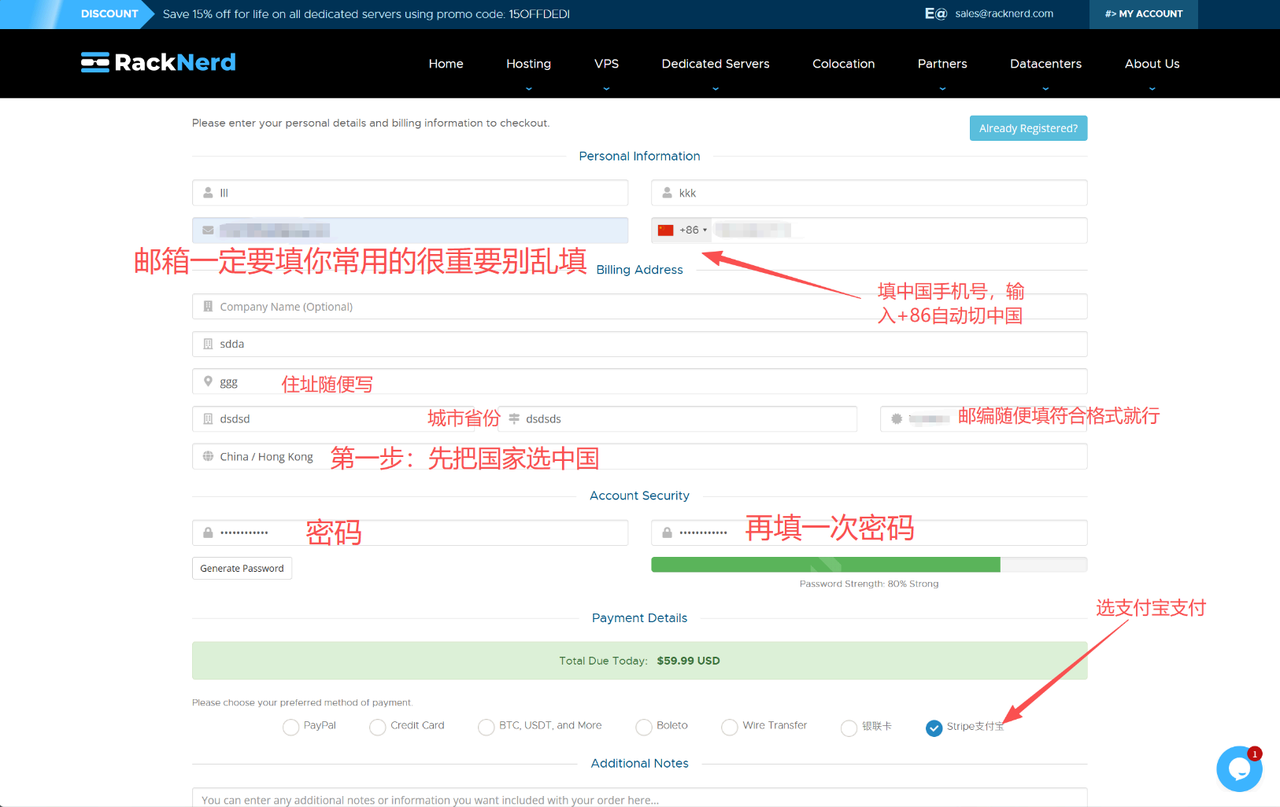 DISCOUNT Save 15% off for life on all dedicated servers using promo code: 15OFFDEDI E@ sales@racknerd.com #> MY ACCOUNT
RackNerd Home Hosting VPS Dedicated Servers Colocation Partners Datacenters About Us
Please enter your personal details and billing information to checkout. Already Registered?
Personal Information
lll kkk
+86
邮箱一定要填你常用的很重要别乱填
Billing Address
填中国手机号，输
入+86自动切中国
Company Name (Optional)
sdda
ggg 住址随便写
dsdsd 城市省份 dsdsds 邮编随便填符合格式就行
China / Hong Kong 第一步：先把国家选中国
Account Security
•••••••••••• 密码 •••••••••••• 再填一次密码
Generate Password
Password Strength: 80% Strong
选支付宝支付
Payment Details
Total Due Today: $59.99 USD
Please choose your preferred method of payment.
PayPal Credit Card BTC, USDT, and More Boleto Wire Transfer 银联卡 Stripe支付宝
Additional Notes
1
You can enter any additional notes or information you want included with your order here...